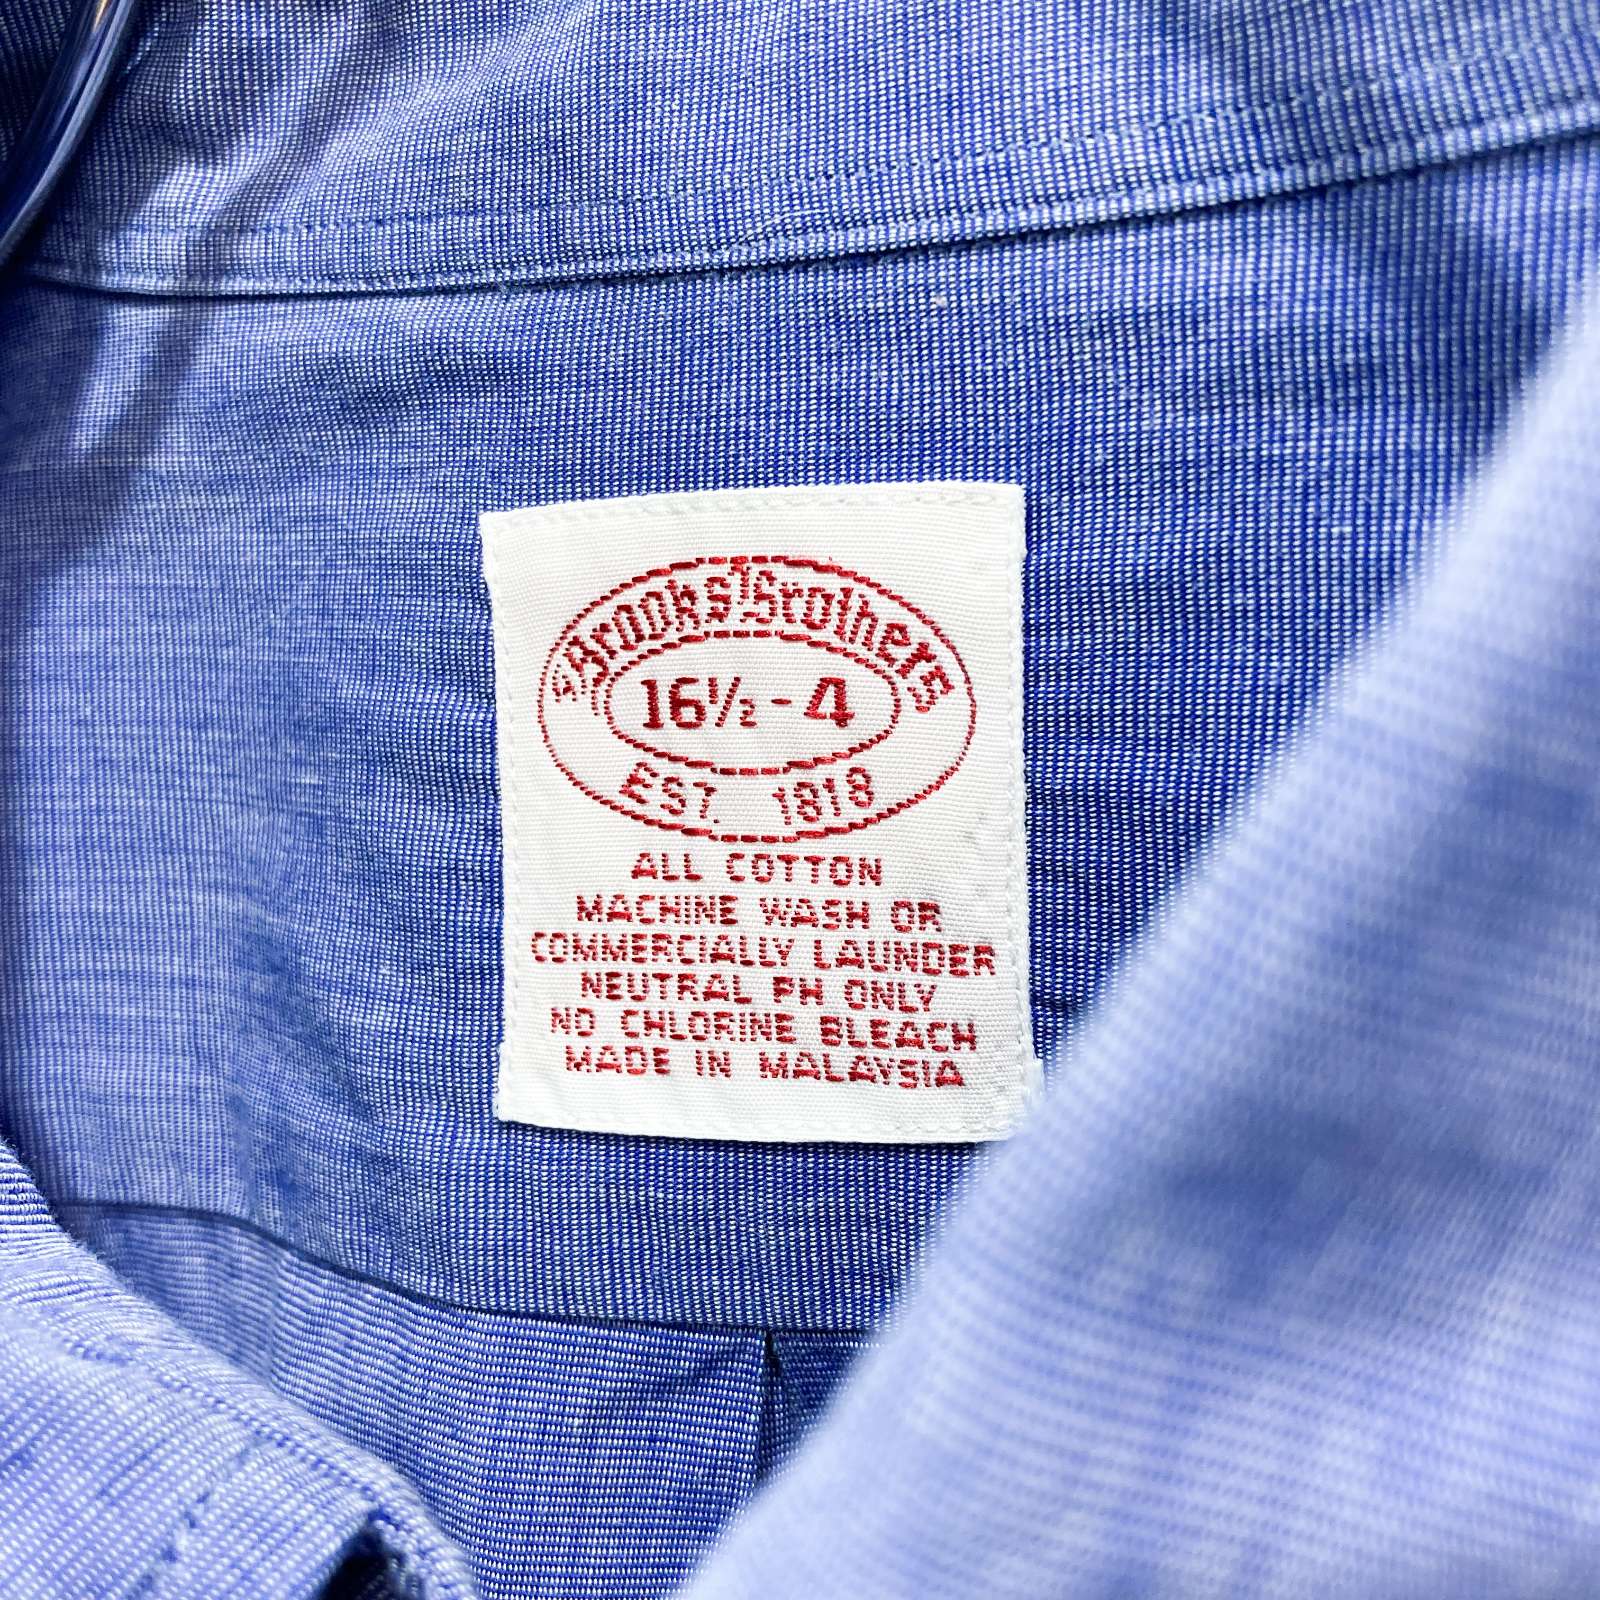 Brooks Brothers
16½-4
EST. 1818
ALL COTTON
MACHINE WASH OR
COMMERCIALLY LAUNDER
NEUTRAL PH ONLY
NO CHLORINE BLEACH
MADE IN MALAYSIA